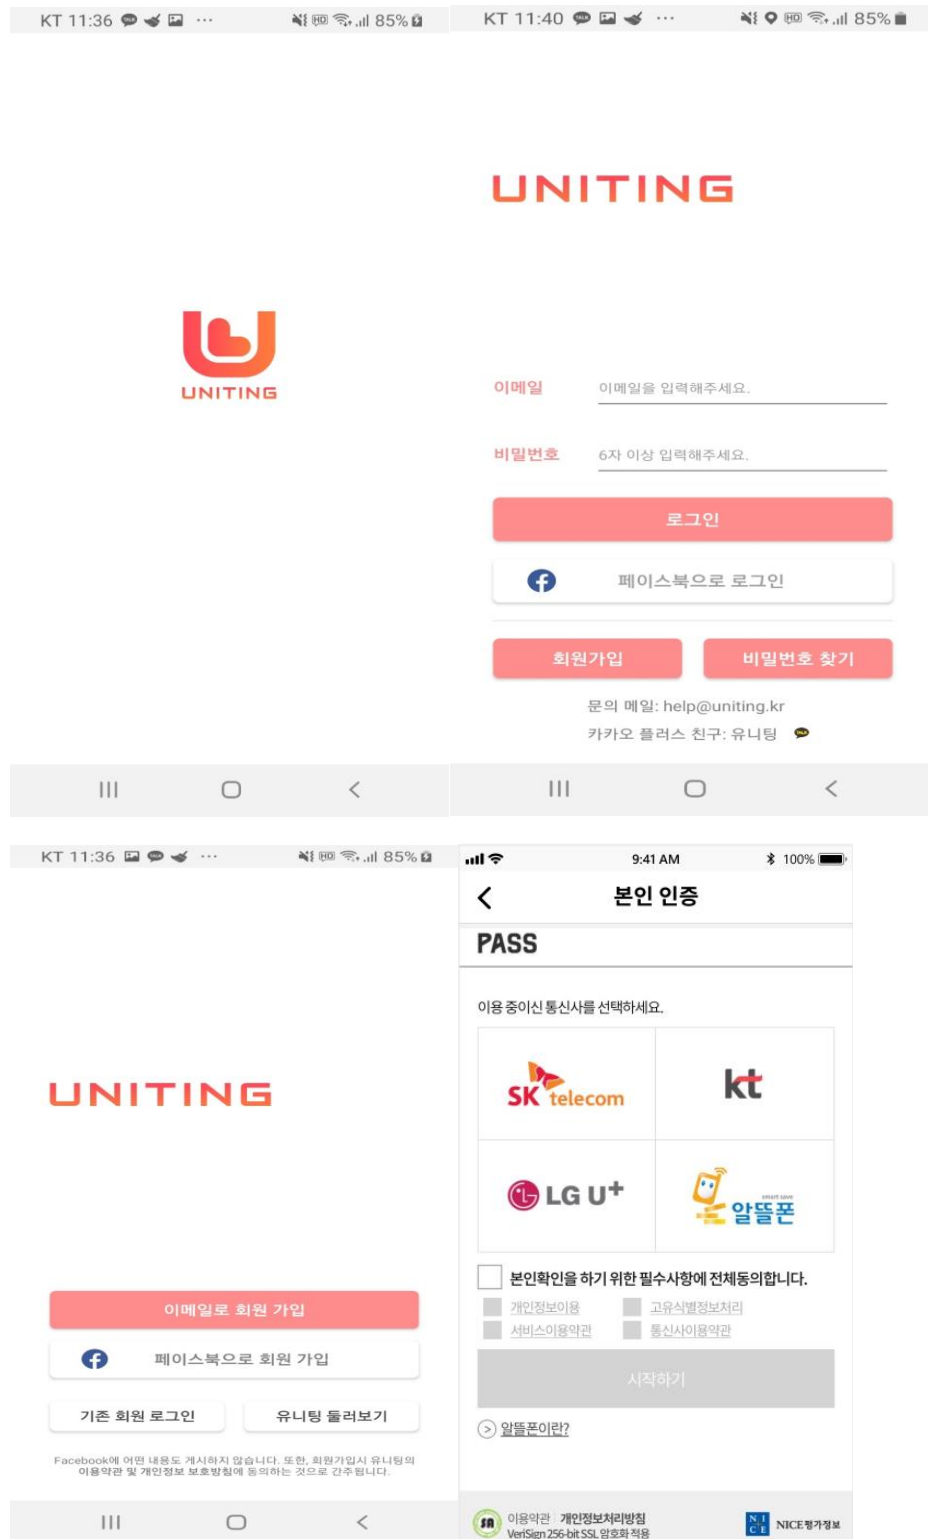 KT 11:36 TALK ··· HD 85%
UNITING
KT 11:40 TALK ··· HD 85%
UNITING
이메일 이메일을 입력해주세요.
비밀번호 6자 이상 입력해주세요.
로그인
페이스북으로 로그인
회원가입 비밀번호 찾기
문의 메일: help@uniting.kr
카카오 플러스 친구: 유니팅 TALK
KT 11:36 TALK ··· HD 85%
UNITING
이메일로 회원 가입
페이스북으로 회원 가입
기존 회원 로그인 유니팅 둘러보기
Facebook에 어떤 내용도 게시하지 않습니다. 또한, 회원가입시 유니팅의
이용약관 및 개인정보 보호방침에 동의하는 것으로 간주됩니다.
9:41 AM 100%
본인 인증
PASS
이용 중이신 통신사를 선택하세요.
SK telecom
kt
LG U+
smart save
알뜰폰
본인확인을 하기 위한 필수사항에 전체동의합니다.
개인정보이용 고유식별정보처리
서비스이용약관 통신사이용약관
시작하기
알뜰폰이란?
SA 이용약관 개인정보처리방침
VeriSign 256-bit SSL 암호화 적용
NICE NICE평가정보